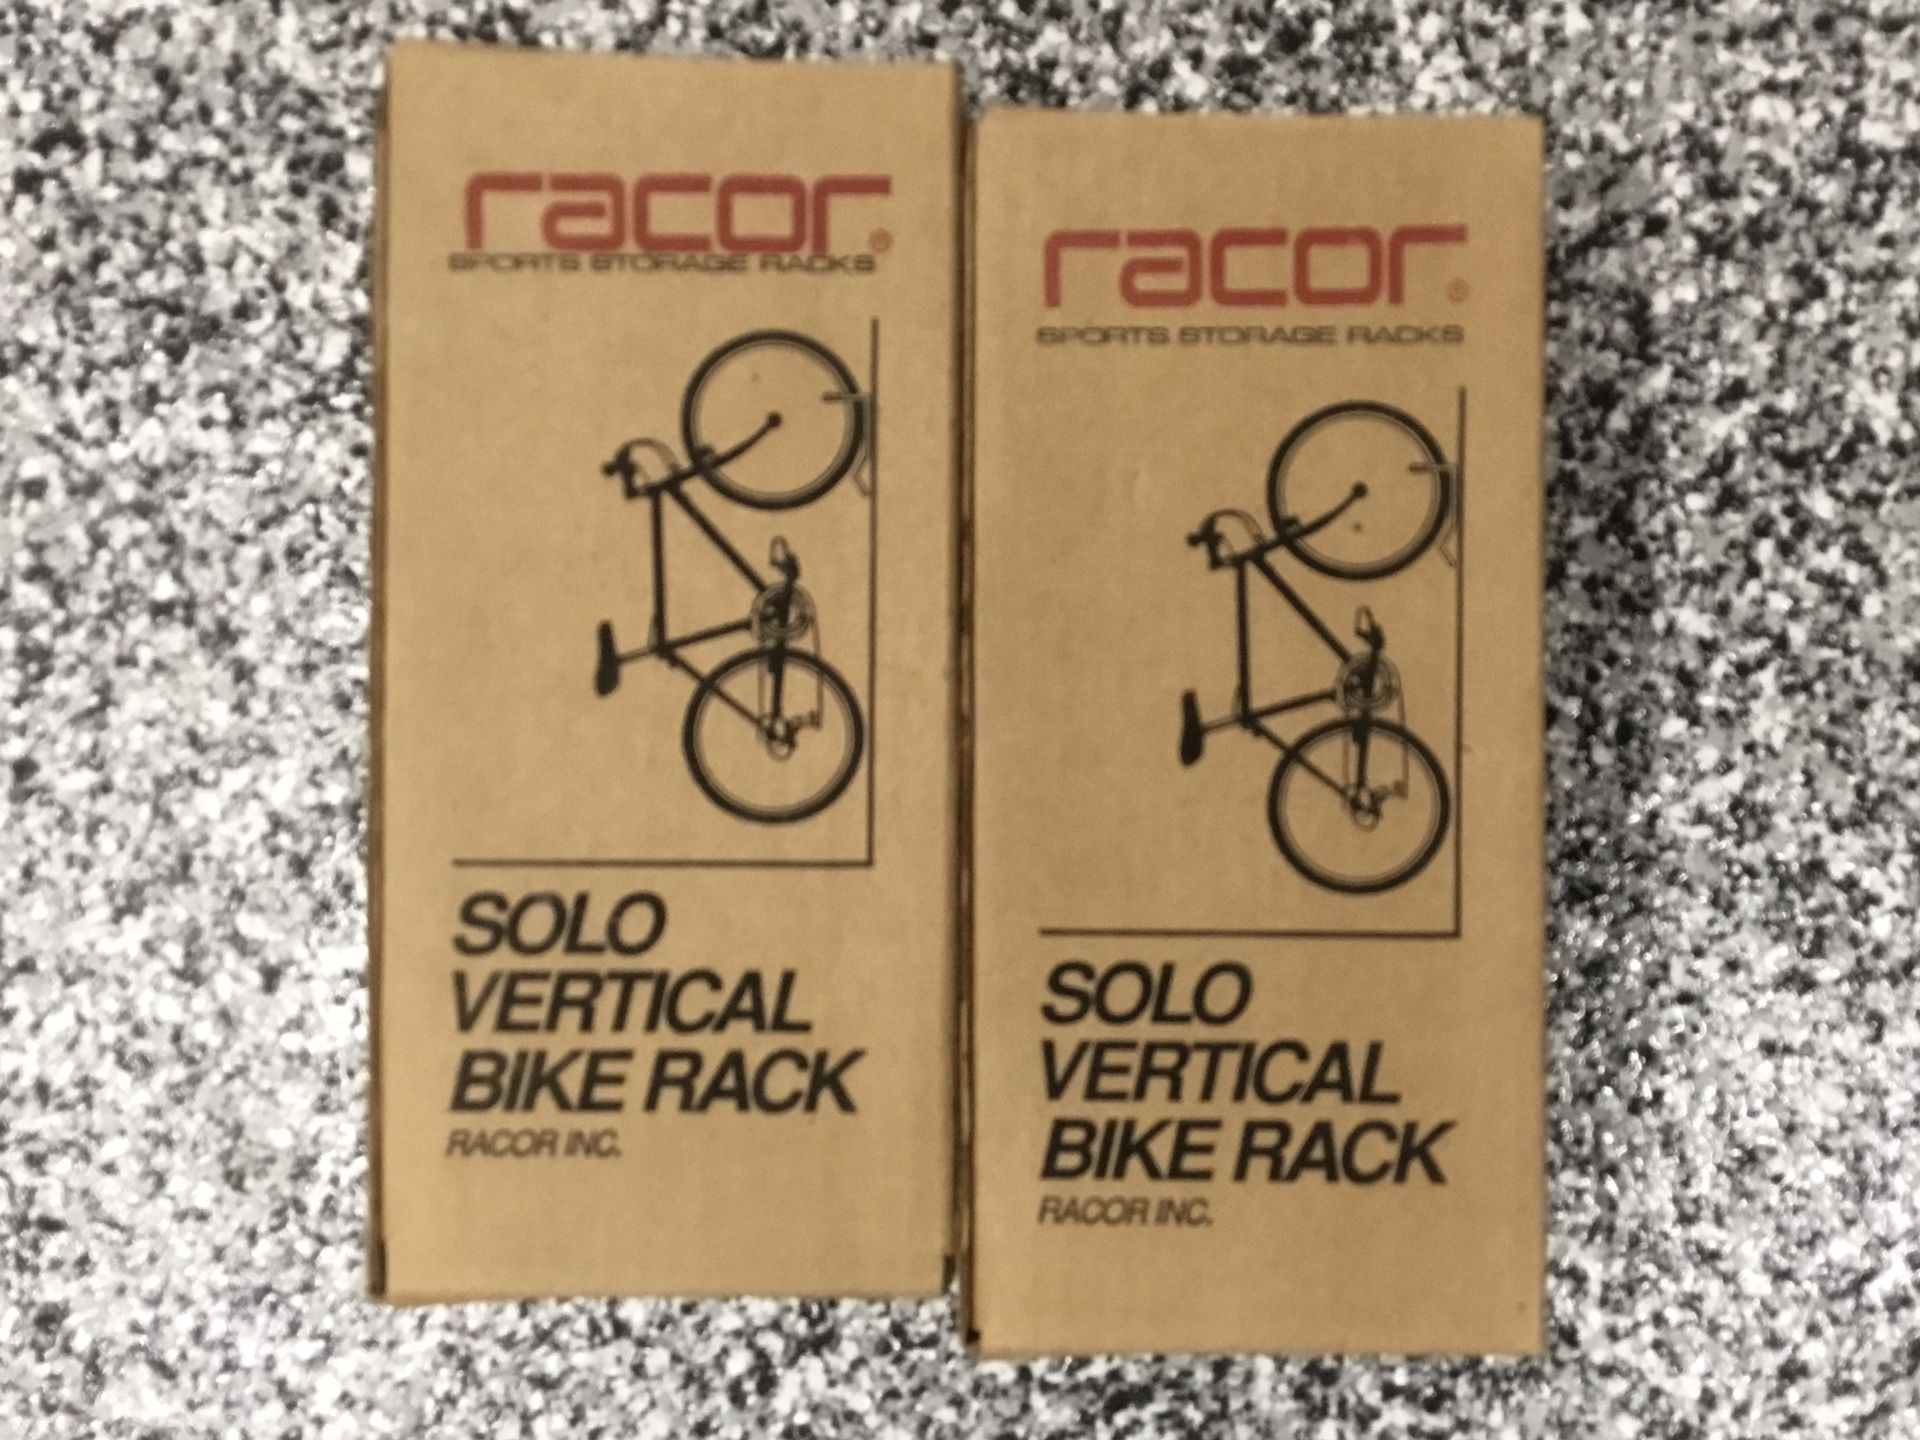 racor®
SPORTS STORAGE RACKS
SOLO
VERTICAL
BIKE RACK
RACOR INC.
racor®
SPORTS STORAGE RACKS
SOLO
VERTICAL
BIKE RACK
RACOR INC.